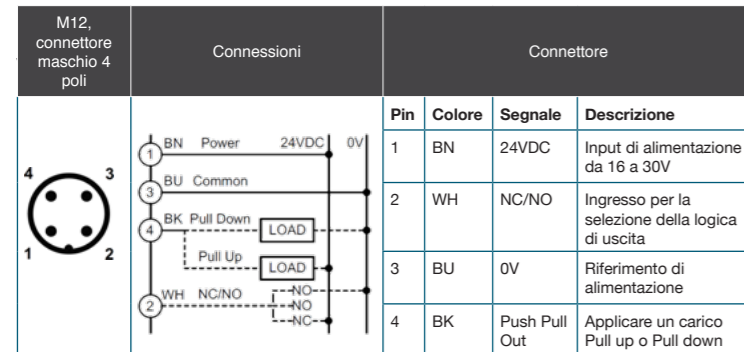 M12,
connettore
maschio 4
poli
Connessioni
Connettore
4 3
1 2
BN Power 24VDC 0V
1
BU Common
3
BK Pull Down
4
LOAD
Pull Up
LOAD
WH NC/NO
2
NO
NO
NC
Pin Colore Segnale Descrizione
1 BN 24VDC Input di alimentazione
da 16 a 30V
2 WH NC/NO Ingresso per la
selezione della logica
di uscita
3 BU 0V Riferimento di
alimentazione
4 BK Push Pull Applicare un carico
Out Pull up o Pull down